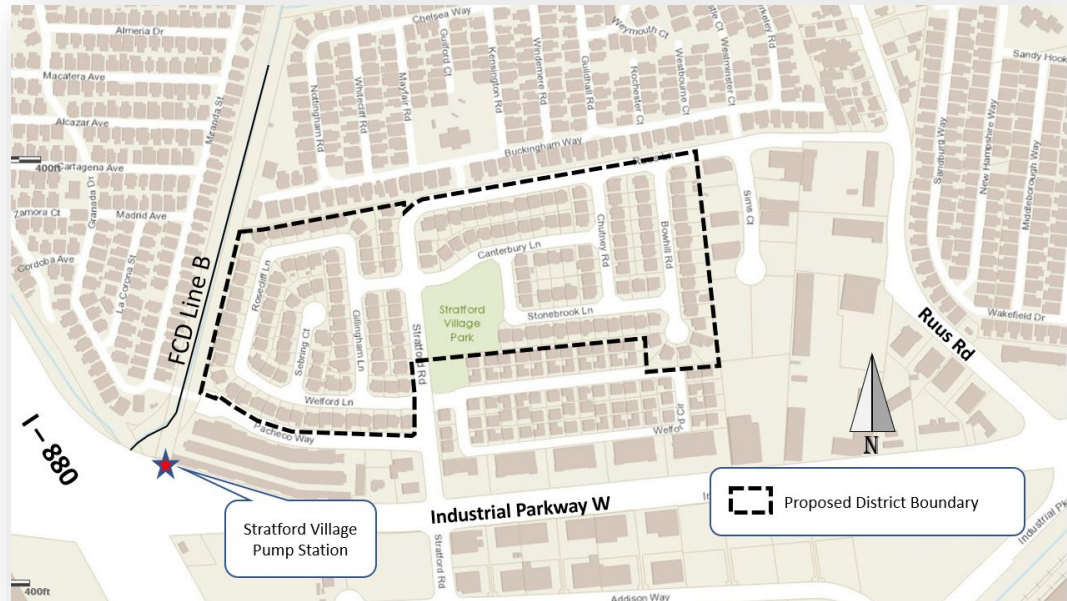 Chelsea Way
Almeria Dr
Macatera Ave
Alcazar Ave
Cartagena Ave
400ft
Madrid Ave
Zamora Ct
Granada Dr
Cordoba Ave
La Corona St
Miranda St
FCD Line B
Nottingham Rd
Whitecliff Rd
Mayfair Rd
Guilford Ct
Kensington Rd
Windemere Rd
Guildhall Rd
Weymouth Ct
Rochester Ct
Westbourne Ct
Westminster Ct
Buckingham Way
Sandy Hook
Sandburg Way
New Hampshire Way
Middleborough Way
Wakefield Dr
Ruus Rd
Ruus Ln
Sims Ct
Bowhill Rd
Chutney Rd
Canterbury Ln
Stonebrook Ln
Stratford
Village
Park
Stratford Rd
Rosecliff Ln
Sebring Ct
Gillingham Ln
Welford Ln
Pacheco Way
I – 880
Stratford Village
Pump Station
Industrial Parkway W
N
Proposed District Boundary
Stratford Rd
Addison Way
400ft